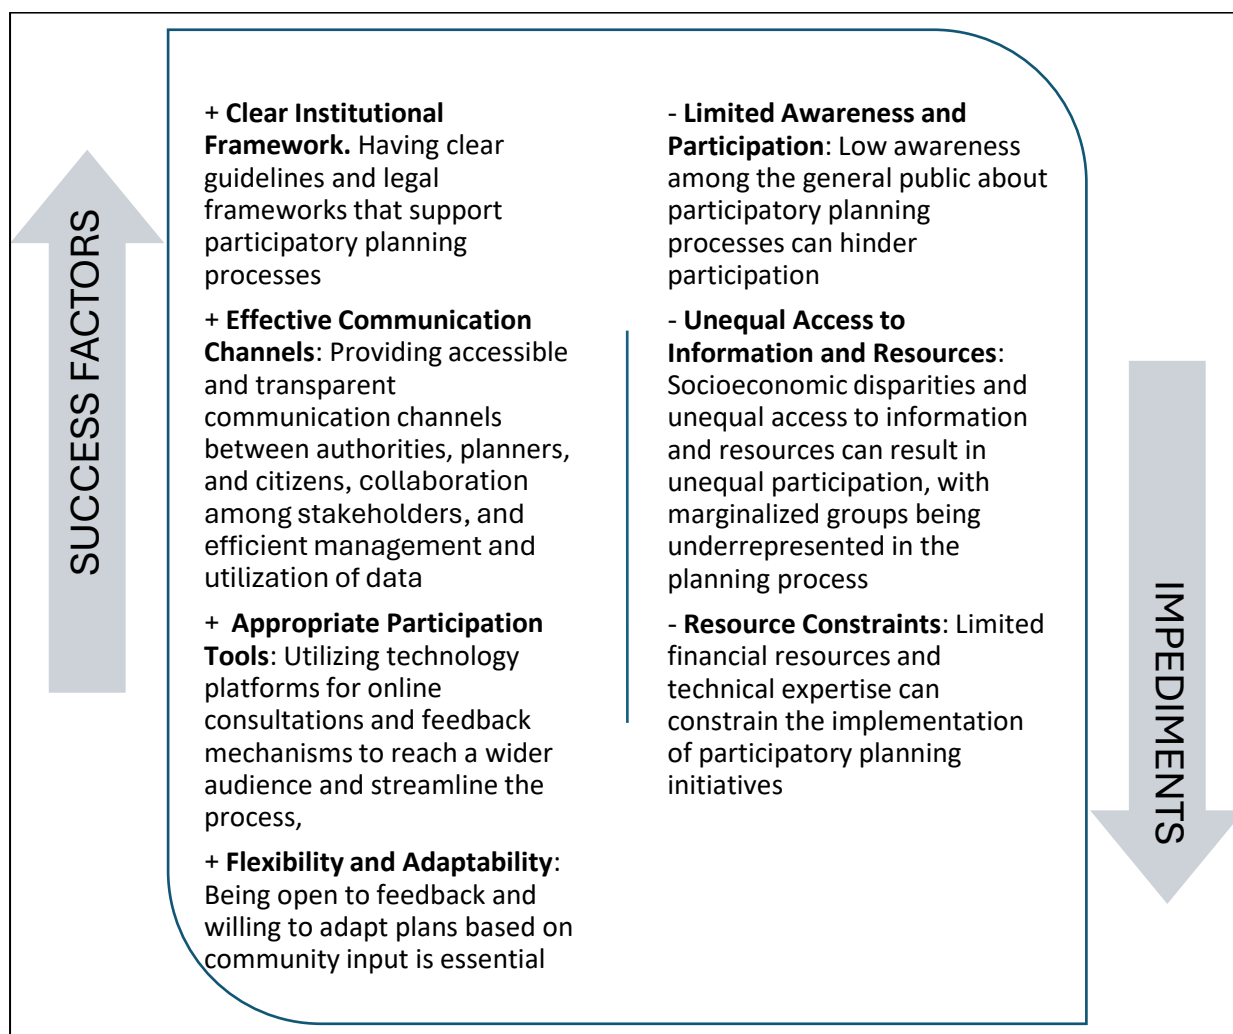 SUCCESS FACTORS
+ Clear Institutional
Framework. Having clear
guidelines and legal
frameworks that support
participatory planning
processes
+ Effective Communication
Channels: Providing accessible
and transparent
communication channels
between authorities, planners,
and citizens, collaboration
among stakeholders, and
efficient management and
utilization of data
+ Appropriate Participation
Tools: Utilizing technology
platforms for online
consultations and feedback
mechanisms to reach a wider
audience and streamline the
process,
+ Flexibility and Adaptability:
Being open to feedback and
willing to adapt plans based on
community input is essential
- Limited Awareness and
Participation: Low awareness
among the general public about
participatory planning
processes can hinder
participation
- Unequal Access to
Information and Resources:
Socioeconomic disparities and
unequal access to information
and resources can result in
unequal participation, with
marginalized groups being
underrepresented in the
planning process
- Resource Constraints: Limited
financial resources and
technical expertise can
constrain the implementation
of participatory planning
initiatives
IMPEDIMENTS